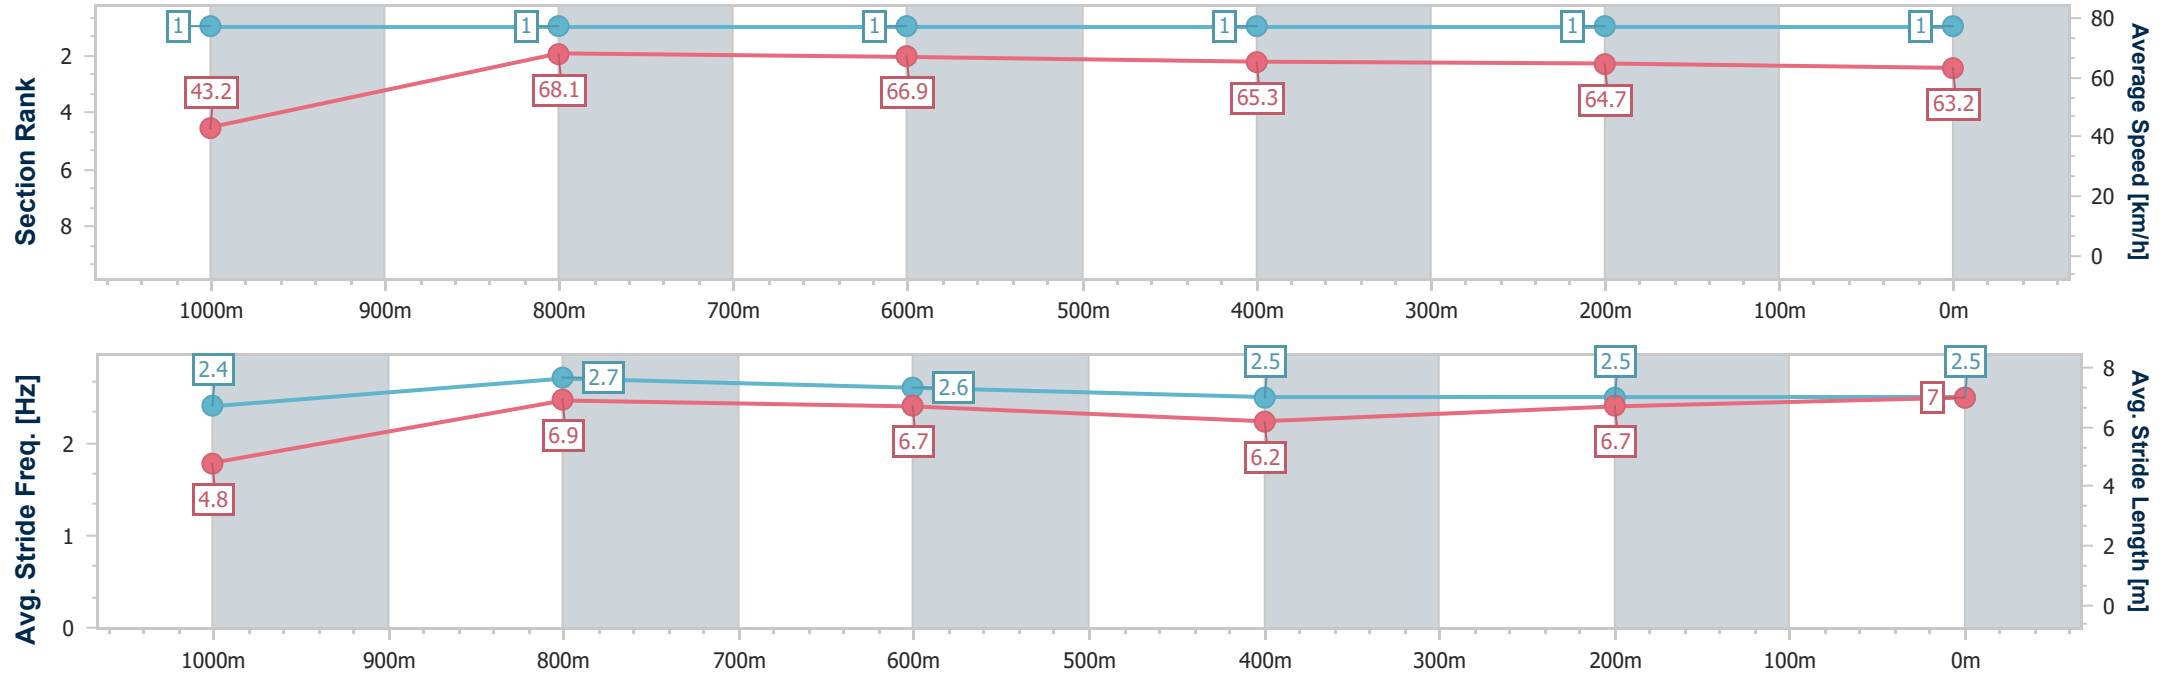 Section Rank
2
4
6
8
1
1
1
1
1
1
43.2
68.1
66.9
65.3
64.7
63.2
80
60
40
20
0
Average Speed [km/h]
1000m
900m
800m
700m
600m
500m
400m
300m
200m
100m
0m
Avg. Stride Freq. [Hz]
2
1
0
2.4
2.7
2.6
2.5
2.5
2.5
4.8
6.9
6.7
6.2
6.7
7
8
6
4
2
0
Avg. Stride Length [m]
1000m
900m
800m
700m
600m
500m
400m
300m
200m
100m
0m